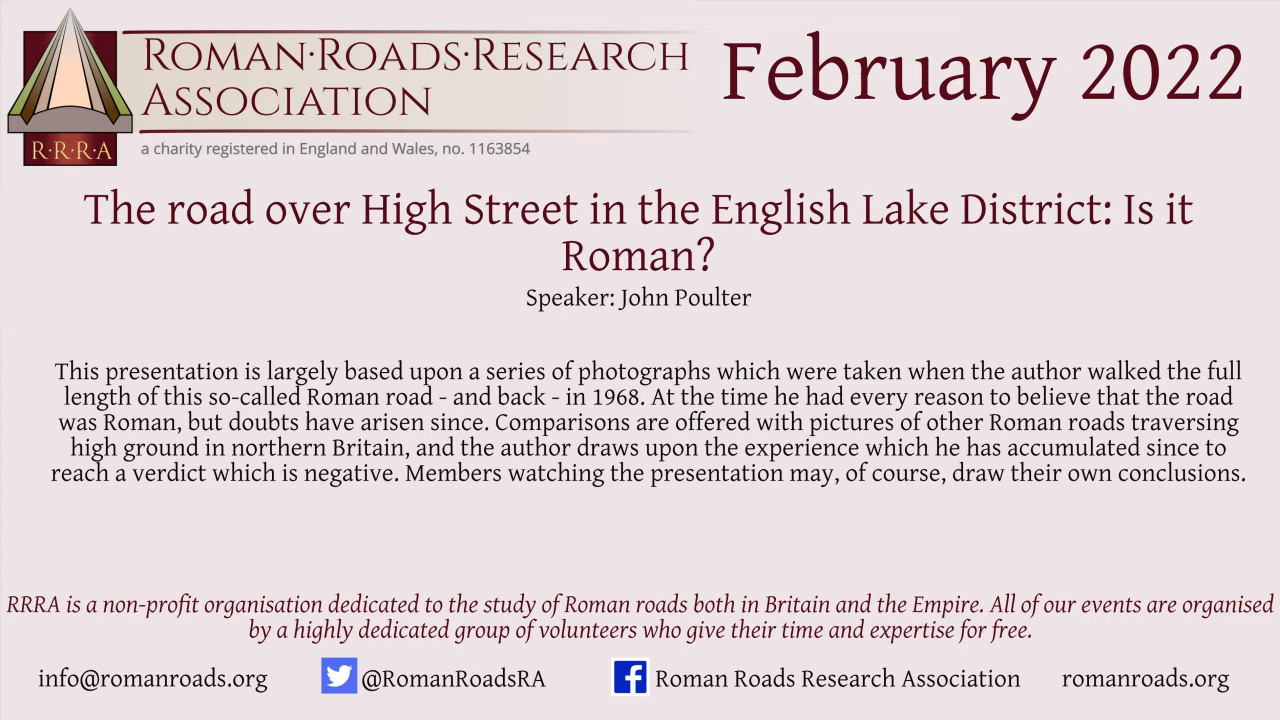 ROMAN·ROADS·RESEARCH
ASSOCIATION
R·R·R·A
a charity registered in England and Wales, no. 1163854
February 2022
The road over High Street in the English Lake District: Is it
Roman?
Speaker: John Poulter
This presentation is largely based upon a series of photographs which were taken when the author walked the full
length of this so-called Roman road - and back - in 1968. At the time he had every reason to believe that the road
was Roman, but doubts have arisen since. Comparisons are offered with pictures of other Roman roads traversing
high ground in northern Britain, and the author draws upon the experience which he has accumulated since to
reach a verdict which is negative. Members watching the presentation may, of course, draw their own conclusions.
RRRA is a non-profit organisation dedicated to the study of Roman roads both in Britain and the Empire. All of our events are organised
by a highly dedicated group of volunteers who give their time and expertise for free.
info@romanroads.org @RomanRoadsRA Roman Roads Research Association romanroads.org